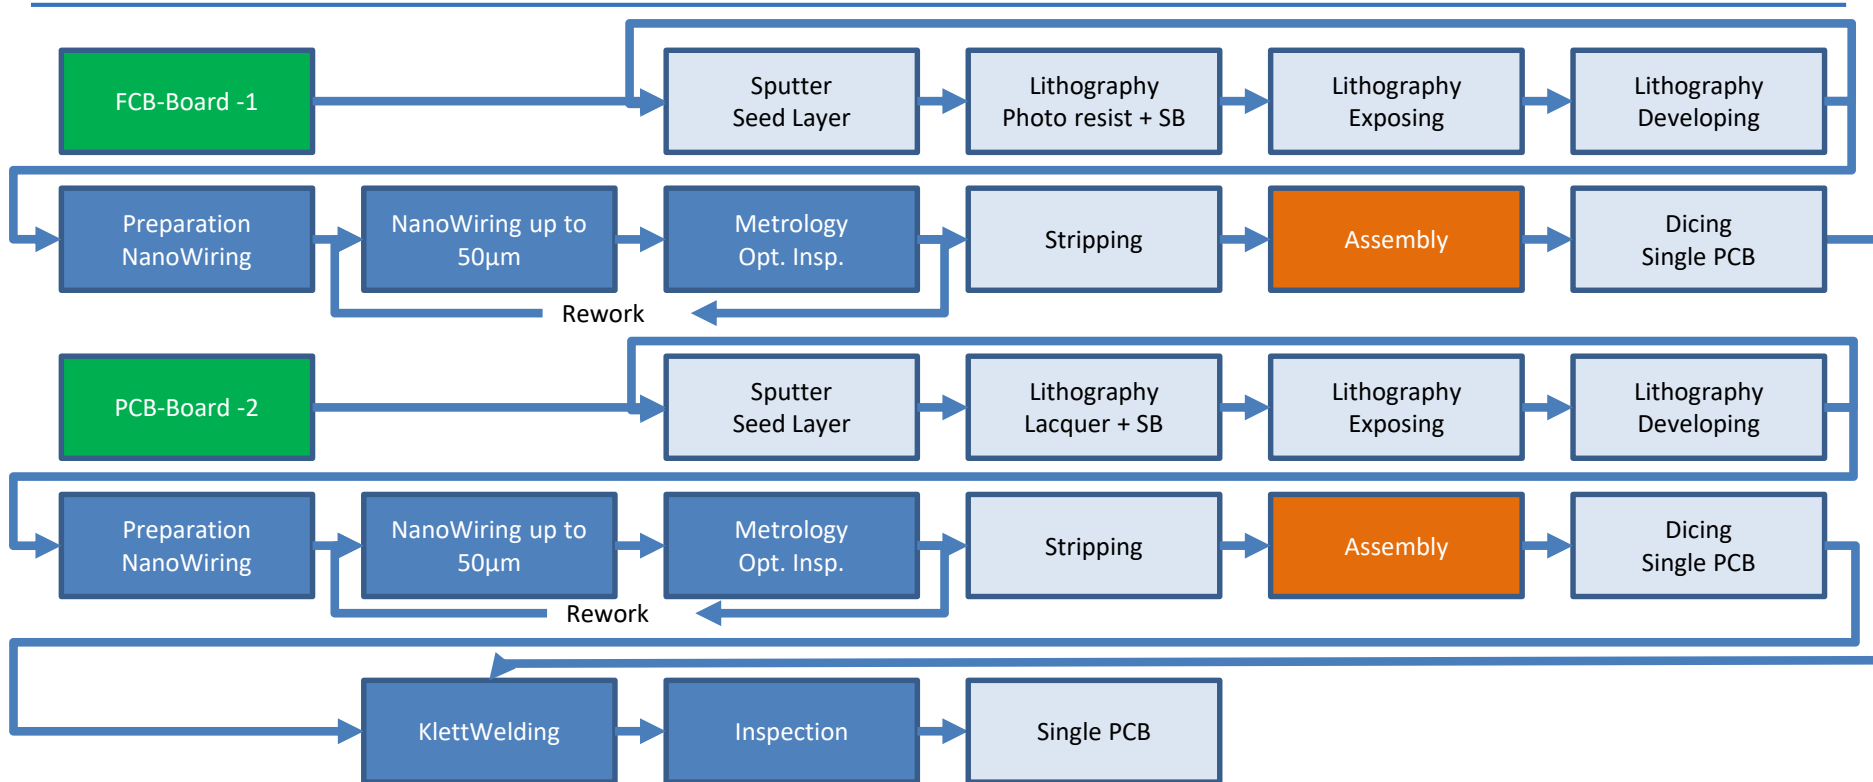 FCB-Board -1
Sputter
Seed Layer
Lithography
Photo resist + SB
Lithography
Exposing
Lithography
Developing
Preparation
NanoWiring
NanoWiring up to
50µm
Metrology
Opt. Insp.
Stripping
Assembly
Dicing
Single PCB
Rework
PCB-Board -2
Sputter
Seed Layer
Lithography
Lacquer + SB
Lithography
Exposing
Lithography
Developing
Preparation
NanoWiring
NanoWiring up to
50µm
Metrology
Opt. Insp.
Stripping
Assembly
Dicing
Single PCB
Rework
KlettWelding
Inspection
Single PCB